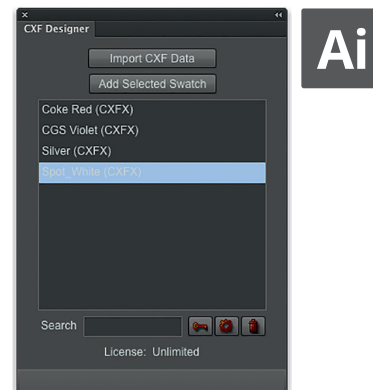 CXF Designer
Ai
Import CXF Data
Add Selected Swatch
Coke Red (CXFX)
CGS Violet (CXFX)
Silver (CXFX)
Spot_White (CXFX)
Search
License: Unlimited